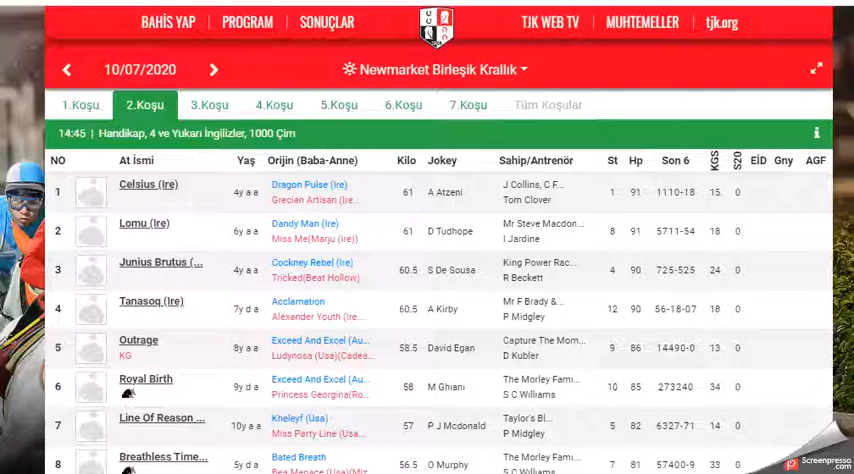 BAHİS YAP | PROGRAM | SONUÇLAR TJK WEB TV | MUHTEMELLER | tjk.org
10/07/2020 Newmarket Birleşik Krallık
1.Koşu 2.Koşu 3.Koşu 4.Koşu 5.Koşu 6.Koşu 7.Koşu Tüm Koşular
14:45 | Handikap, 4 ve Yukarı İngilizler, 1000 Çim
NO At İsmi Yaş Orijin (Baba-Anne) Kilo Jokey Sahip/Antrenör St Hp Son 6 KGS S20 EİD Gny AGF
1 Celsius (Ire) 4y a a Dragon Pulse (Ire) 61 A Atzeni J Collins, C F... 1 91 1110-18 15 0
Grecian Artisan (Ire... Tom Clover
2 Lomu (Ire) 6y a a Dandy Man (Ire) 61 D Tudhope Mr Steve Macdon... 8 91 5711-54 18 0
Miss Me(Marju (Ire)) I Jardine
3 Junius Brutus (... 4y a a Cockney Rebel (Ire) 60.5 S De Sousa King Power Rac... 4 90 725-525 24 0
Tricked(Beat Hollow) R Beckett
4 Tanasoq (Ire) 7y d a Acclamation 60.5 A Kirby Mr F Brady &... 12 90 56-18-07 18 0
Alexander Youth (Ire... P Midgley
5 Outrage 8y a a Exceed And Excel (Au... 58.5 David Egan Capture The Mom... 9 86 14490-0 13 0
KG Ludynosa (Usa)(Cadea... D Kubler
6 Royal Birth 9y d a Exceed And Excel (Au... 58 M Ghiani The Morley Famı... 10 85 273240 34 0
Princess Georgina(Ro... S C Williams
7 Line Of Reason ... 10y a a Kheleyf (Usa) 57 P J Mcdonald Taylor's Bl... 5 82 6327-71 14 0
Miss Party Line (Usa... P Midgley
8 Breathless Time... 5y d a Bated Breath 56.5 O Murphy The Morley Famı... 7 81 57400-9 33 0
Bea Menace (Usa)(Miz... S C Williams
Screenpresso
.com